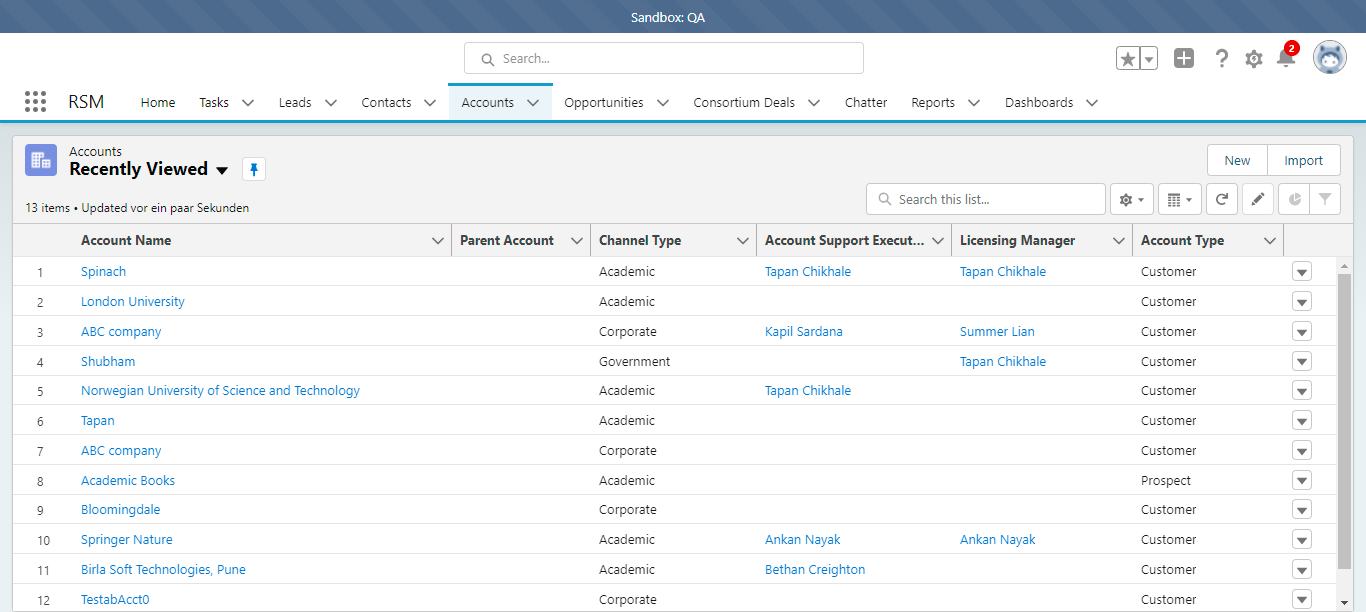 Sandbox: QA
Search...
2
RSM Home Tasks Leads Contacts Accounts Opportunities Consortium Deals Chatter Reports Dashboards
Accounts
Recently Viewed
New Import
13 items • Updated vor ein paar Sekunden
Search this list...
Account Name Parent Account Channel Type Account Support Execut... Licensing Manager Account Type
1 Spinach Academic Tapan Chikhale Tapan Chikhale Customer
2 London University Academic Customer
3 ABC company Corporate Kapil Sardana Summer Lian Customer
4 Shubham Government Tapan Chikhale Customer
5 Norwegian University of Science and Technology Academic Tapan Chikhale Customer
6 Tapan Academic Customer
7 ABC company Corporate Customer
8 Academic Books Academic Prospect
9 Bloomingdale Corporate Customer
10 Springer Nature Academic Ankan Nayak Ankan Nayak Customer
11 Birla Soft Technologies, Pune Academic Bethan Creighton Customer
12 TestabAcct0 Corporate Customer